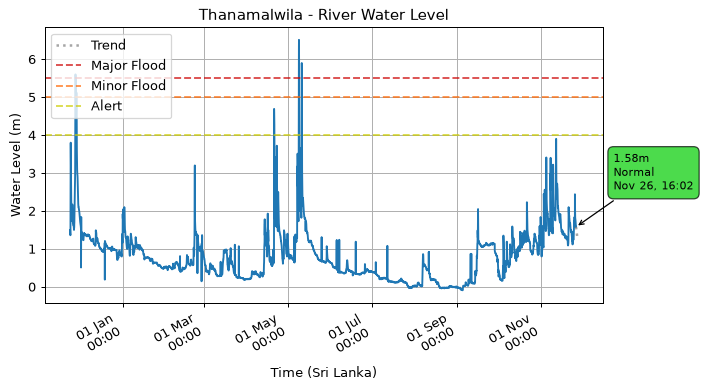 Thanamalwila - River Water Level
Trend
Major Flood
Minor Flood
Alert
Water Level (m)
6
5
4
3
2
1
0
1.58m
Normal
Nov 26, 16:02
01 Jan
00:00
01 Mar
00:00
01 May
00:00
01 Jul
00:00
01 Sep
00:00
01 Nov
00:00
Time (Sri Lanka)